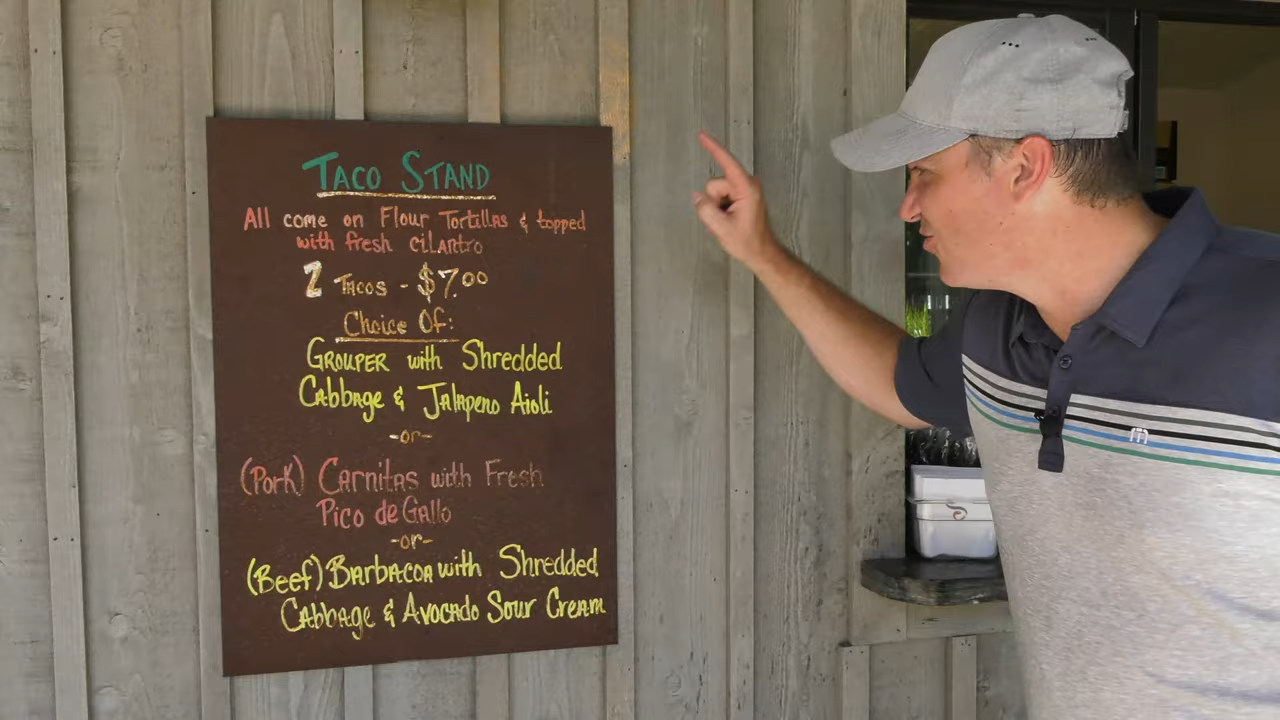 Taco Stand
All come on Flour Tortillas & topped
with fresh cilantro
2 Tacos - $7.00
Choice Of:
Grouper with Shredded
Cabbage & Jalapeno Aioli
-or-
(Pork) Carnitas with Fresh
Pico de Gallo
-or-
(Beef) Barbacoa with Shredded
Cabbage & Avocado Sour Cream